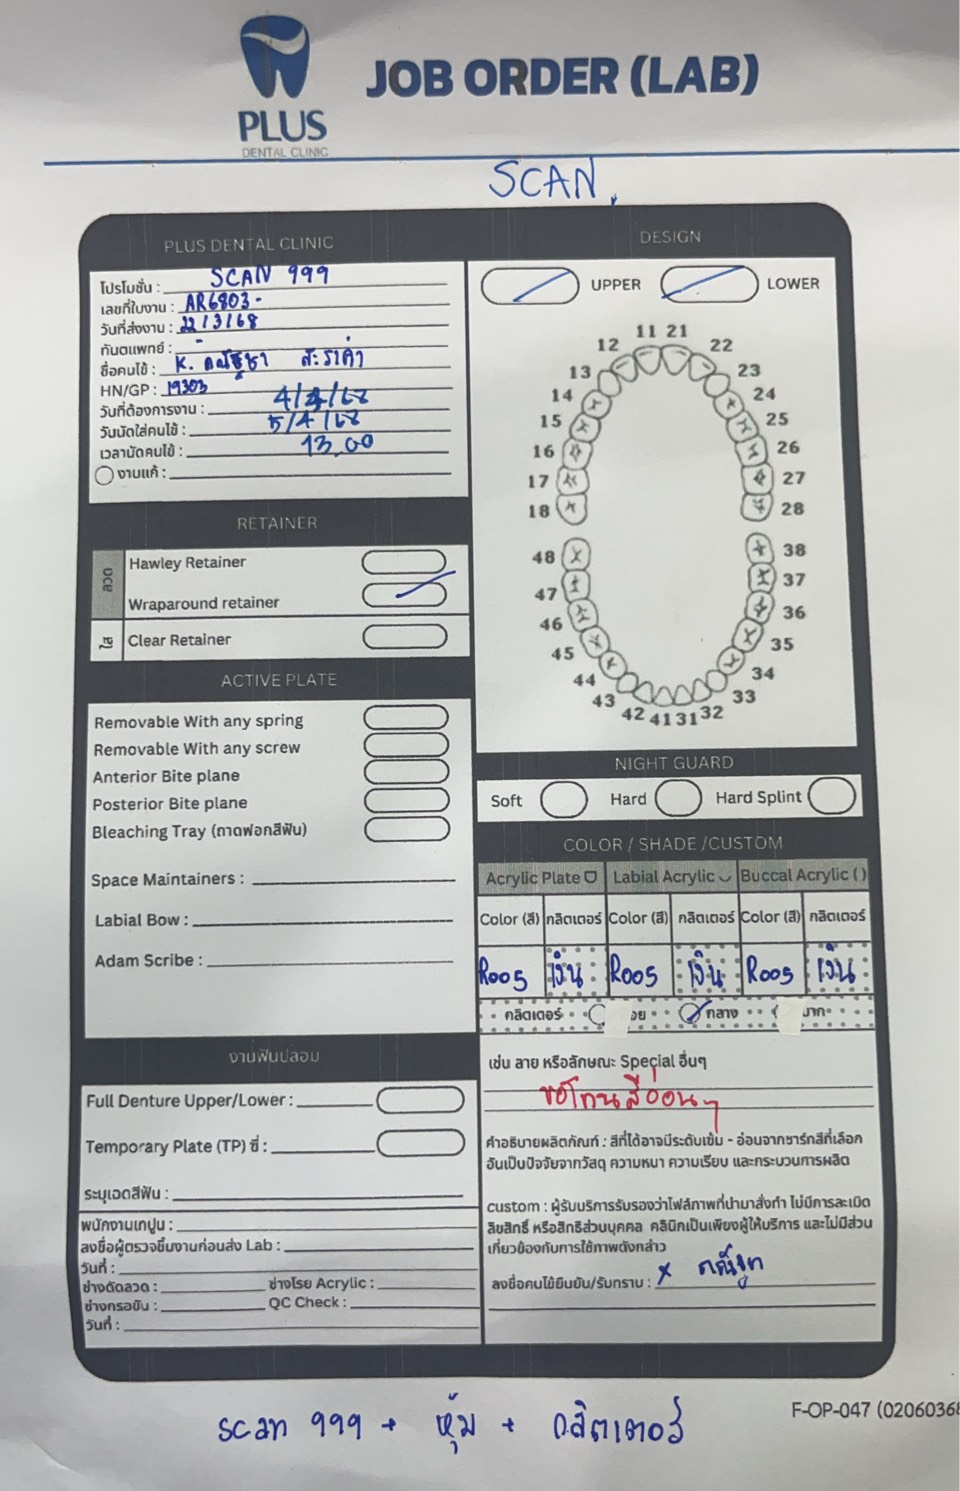 PLUS
DENTAL CLINIC
JOB ORDER (LAB)
SCAN
PLUS DENTAL CLINIC
โปรโมชั่น : SCAN 999
เลขที่ใบงาน : AR6803-
วันที่ส่งงาน : 22/3/68
ทันตแพทย์ : -
ชื่อคนไข้ : K.
HN/GP : 19303
วันที่ต้องการงาน : 4/4/68
วันนัดใส่คนไข้ : 5/4/68
เวลานัดคนไข้ : 13.00
งานแก้ :
RETAINER
ลวด
Hawley Retainer
Wraparound retainer
ใส
Clear Retainer
ACTIVE PLATE
Removable With any spring
Removable With any screw
Anterior Bite plane
Posterior Bite plane
Bleaching Tray (ถาดฟอกสีฟัน)
Space Maintainers :
Labial Bow :
Adam Scribe :
งานฟันปลอม
Full Denture Upper/Lower :
Temporary Plate (TP) ซี่ :
ระบุเฉดสีฟัน :
พนักงานเทปูน :
ลงชื่อผู้ตรวจชิ้นงานก่อนส่ง Lab :
วันที่ :
ช่างดัดลวด : ช่างโรย Acrylic :
ช่างกรอขัน : QC Check :
วันที่ :
DESIGN
UPPER LOWER
11 21
12 22
13 23
14 24
15 25
16 26
17 27
18 28
48 38
47 37
46 36
45 35
44 34
43 33
42 41 31 32
NIGHT GUARD
Soft Hard Hard Splint
COLOR / SHADE /CUSTOM
Acrylic Plate Labial Acrylic Buccal Acrylic ( )
Color (สี) กลิตเตอร์ Color (สี) กลิตเตอร์ Color (สี) กลิตเตอร์
R005 เงิน R005 เงิน R005 เงิน
กลิตเตอร์ อย กลาง มาก
เช่น ลาย หรือลักษณะ Special อื่นๆ
ขอโทนสีอ่อนๆ
คำอธิบายผลิตภัณฑ์ : สีที่ได้อาจมีระดับเข้ม - อ่อนจากชาร์กสีที่เลือก
อันเป็นปัจจัยจากวัสดุ ความหนา ความเรียบ และกระบวนการผลิต
custom : ผู้รับบริการรับรองว่าไฟล์ภาพที่นำมาสั่งทำ ไม่มีการละเมิด
ลิขสิทธิ์ หรือสิทธิส่วนบุคคล คลินิกเป็นเพียงผู้ให้บริการ และไม่มีส่วน
เกี่ยวข้องกับการใช้ภาพดังกล่าว
ลงชื่อคนไข้ยืนยัน/รับทราบ : x
F-OP-047 (02060368
scan 999 + หุ้ม + กลิตเตอร์